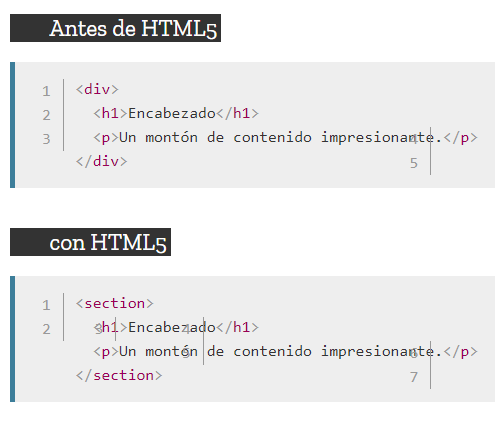 Antes de HTML5
1 <div>
2 <h1>Encabezado</h1>
3 <p>Un montón de contenido impresionante.</p> 4
</div> 5
con HTML5
1 <section>
2 <h1>Encabezado</h1> 3 4
<p>Un montón de contenido impresionante.</p> 5 6
</section> 7